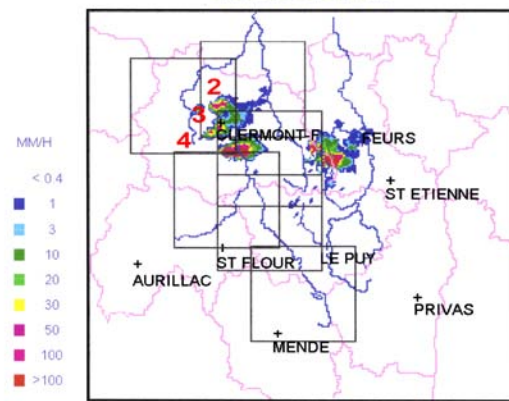 MM/H
< 0.4
1
3
10
20
30
50
100
>100
2
3
4
CLERMONT-F
FEURS
ST ETIENNE
ST FLOUR
LE PUY
AURILLAC
PRIVAS
MENDE